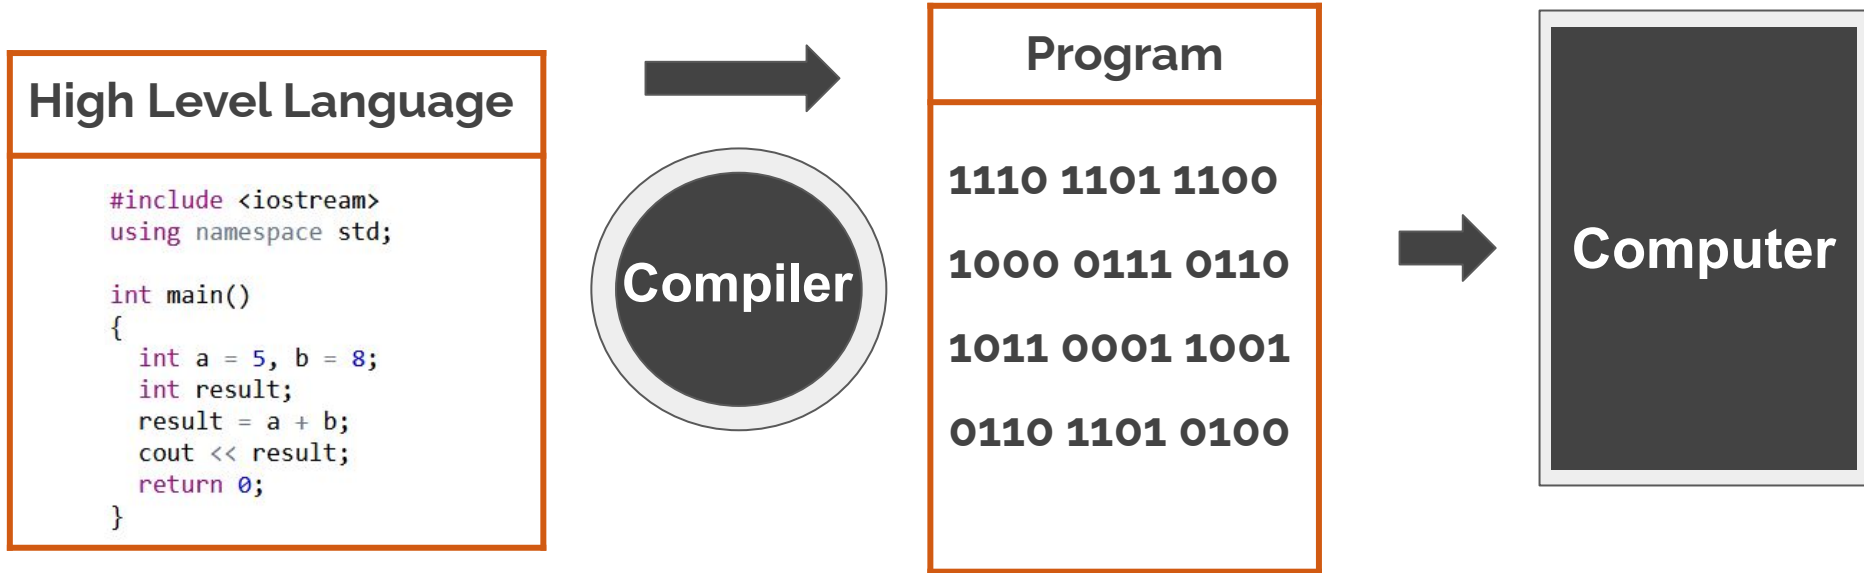 High Level Language
#include <iostream>
using namespace std;
int main()
{
int a = 5, b = 8;
int result;
result = a + b;
cout << result;
return 0;
}
Compiler
Program
1110 1101 1100
1000 0111 0110
1011 0001 1001
0110 1101 0100
Computer